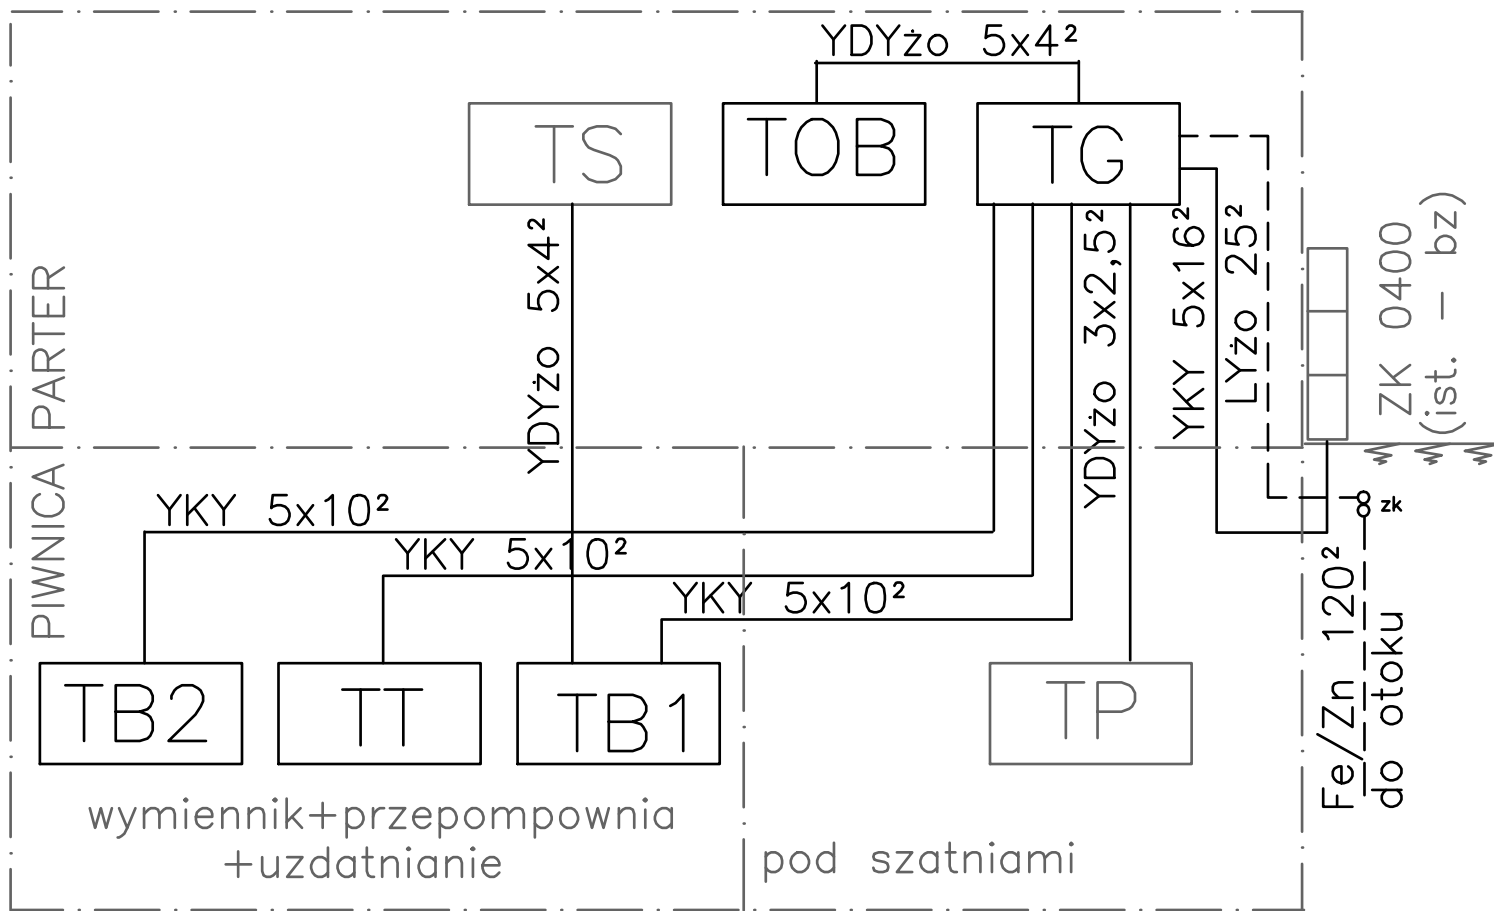 YDYżo 5x4²
TS
TOB
TG
YDYżo 5x4²
YDYżo 3x2,5²
YKY 5x16²
LYżo 25²
ZK 0400
(ist. - bz)
PARTER
PIWNICA
YKY 5x10²
YKY 5x10²
YKY 5x10²
zk
TB2
TT
TB1
TP
Fe/Zn 120²
do otoku
wymiennik+przepompownia
+uzdatnianie
pod szatniami